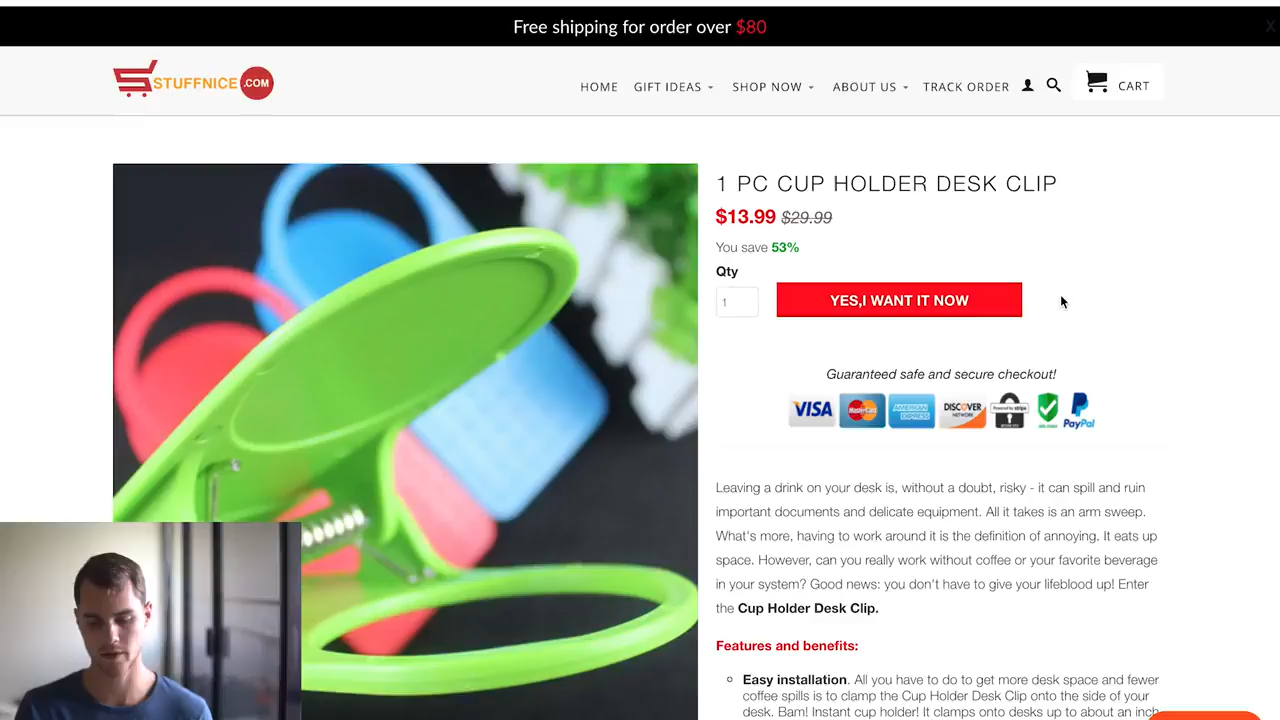 Free shipping for order over $80
X
STUFFNICE .COM
HOME GIFT IDEAS SHOP NOW ABOUT US TRACK ORDER CART
1 PC CUP HOLDER DESK CLIP
$13.99 $29.99
You save 53%
Qty
1
YES,I WANT IT NOW
Guaranteed safe and secure checkout!
VISA MasterCard AMERICAN EXPRESS DISCOVER NETWORK Powered by stripe PayPal
Leaving a drink on your desk is, without a doubt, risky - it can spill and ruin
important documents and delicate equipment. All it takes is an arm sweep.
What's more, having to work around it is the definition of annoying. It eats up
space. However, can you really work without coffee or your favorite beverage
in your system? Good news: you don't have to give your lifeblood up! Enter
the Cup Holder Desk Clip.
Features and benefits:
Easy installation. All you have to do to get more desk space and fewer
coffee spills is to clamp the Cup Holder Desk Clip onto the side of your
desk. Bam! Instant cup holder! It clamps onto desks up to about an inch